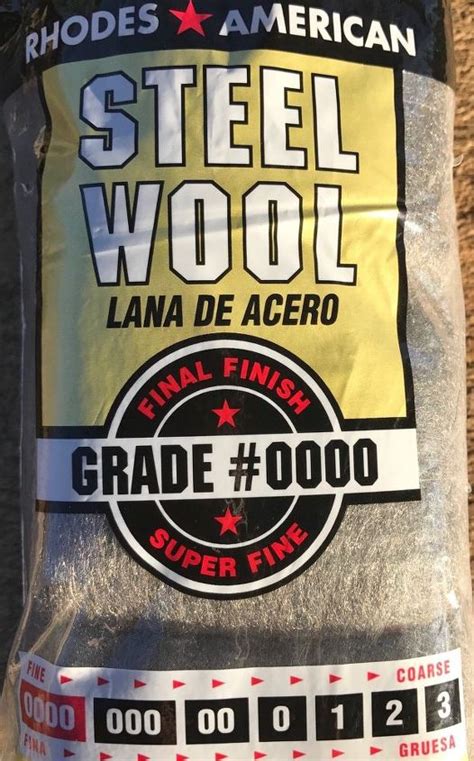 RHODES ★ AMERICAN
STEEL
WOOL
LANA DE ACERO
FINAL FINISH
GRADE #0000
SUPER FINE
FINE COARSE
0000 000 00 0 1 2 3
FINA GRUESA